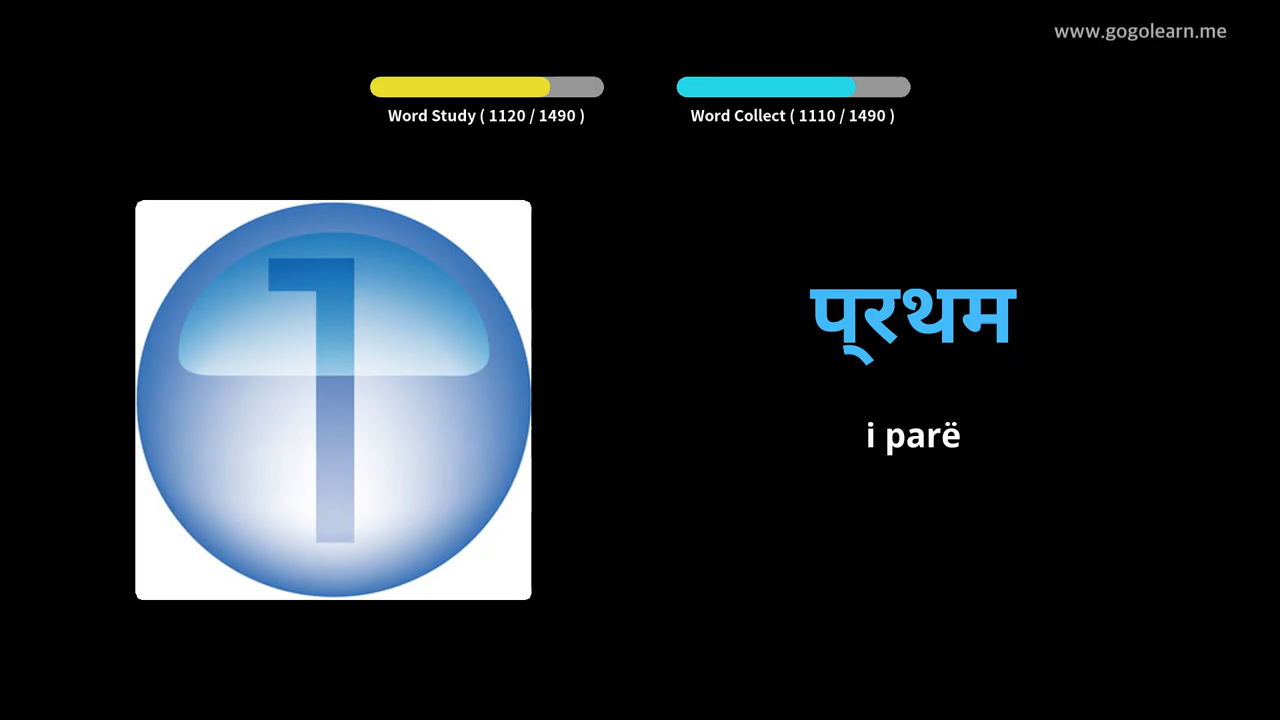 www.gogolearn.me
Word Study ( 1120 / 1490 )
Word Collect ( 1110 / 1490 )
1
प्‌रथम
i parë